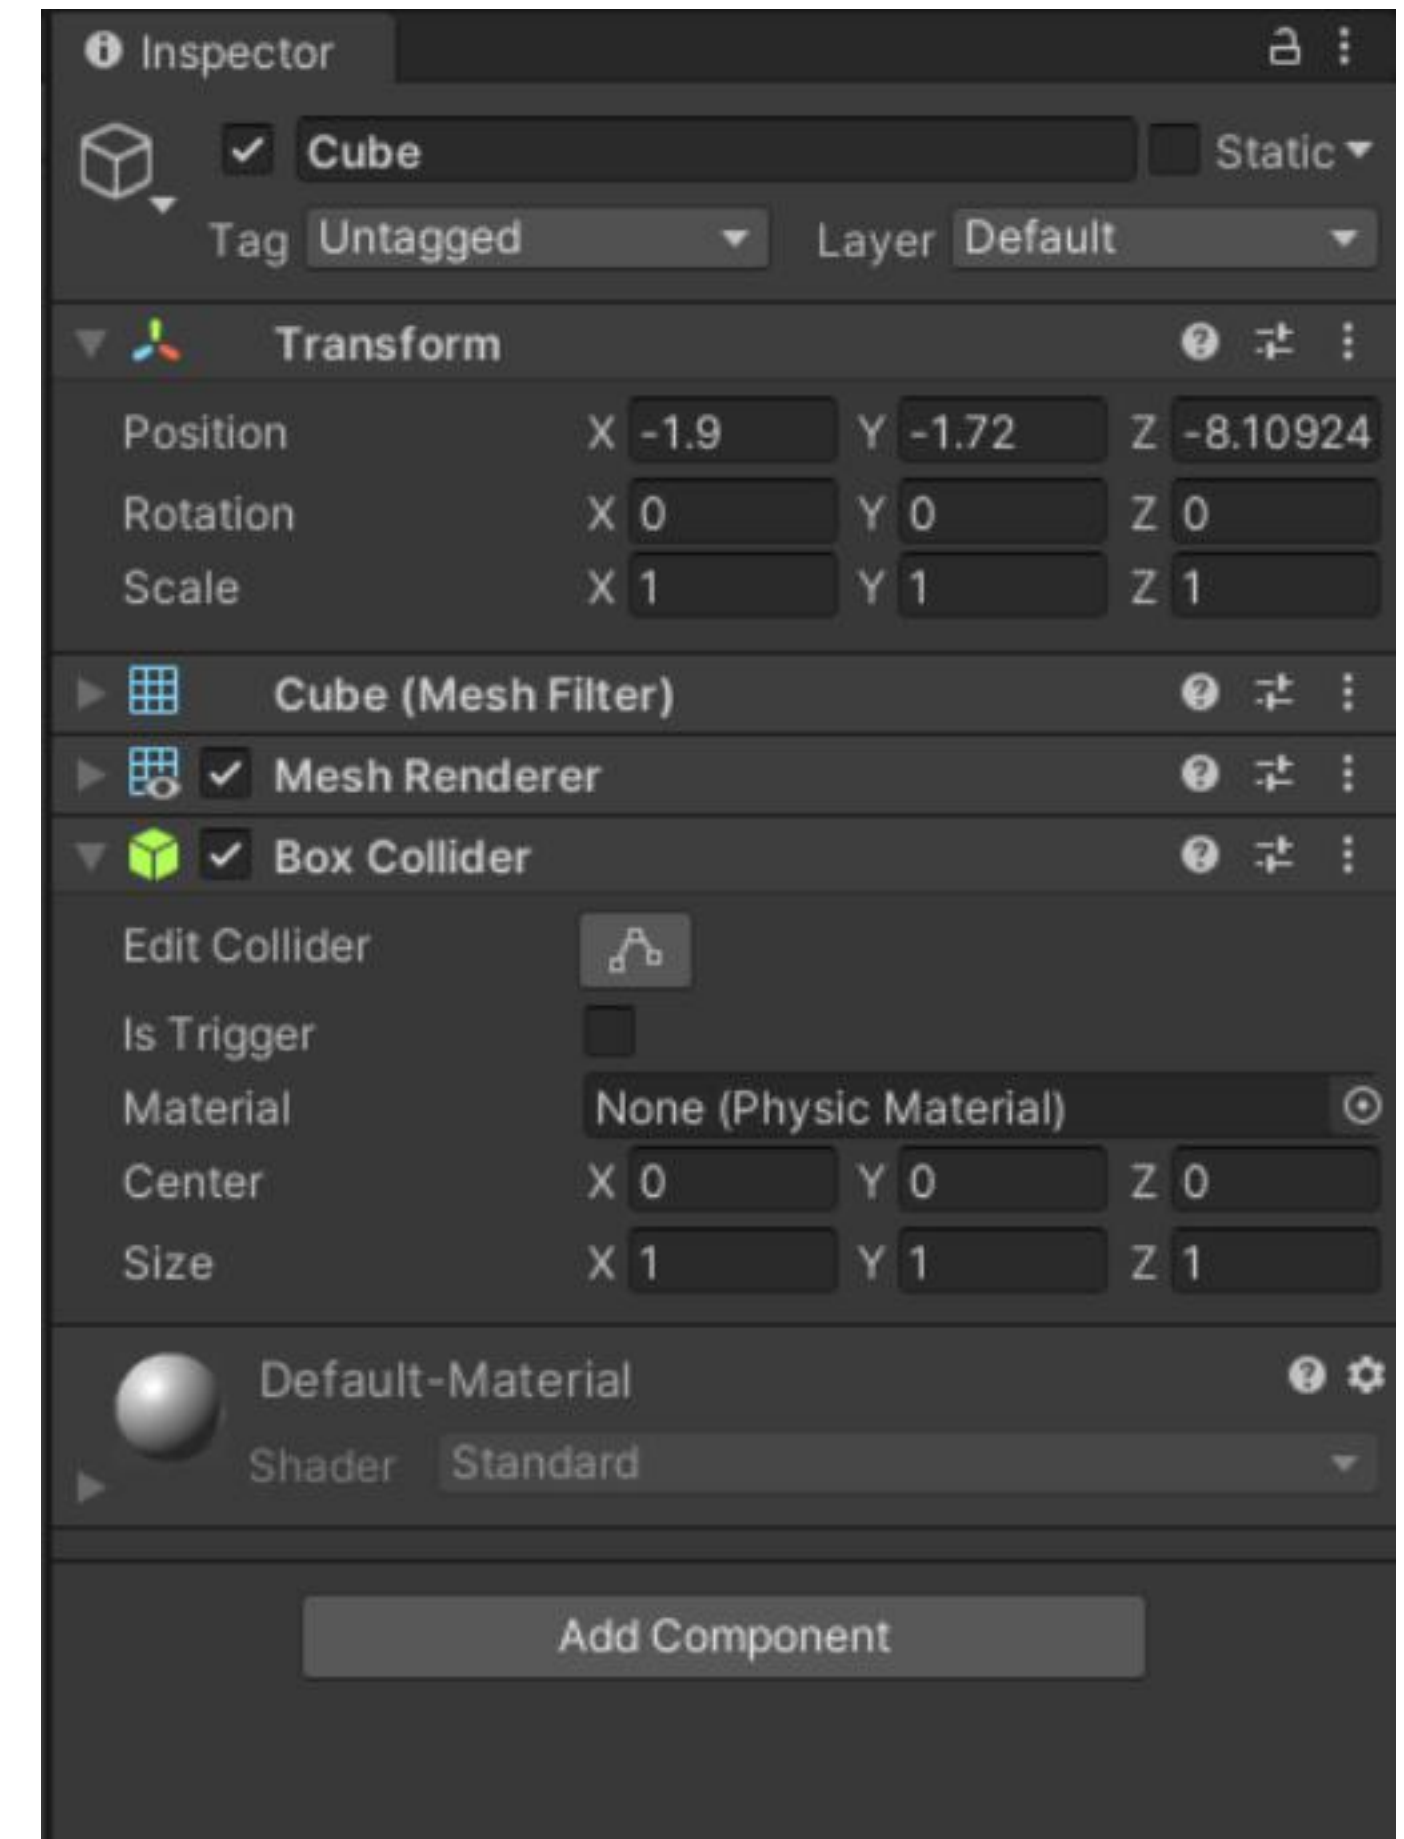 Inspector
Cube Static
Tag Untagged Layer Default
Transform
Position X -1.9 Y -1.72 Z -8.10924
Rotation X 0 Y 0 Z 0
Scale X 1 Y 1 Z 1
Cube (Mesh Filter)
Mesh Renderer
Box Collider
Edit Collider
Is Trigger
Material None (Physic Material)
Center X 0 Y 0 Z 0
Size X 1 Y 1 Z 1
Default-Material
Shader Standard
Add Component